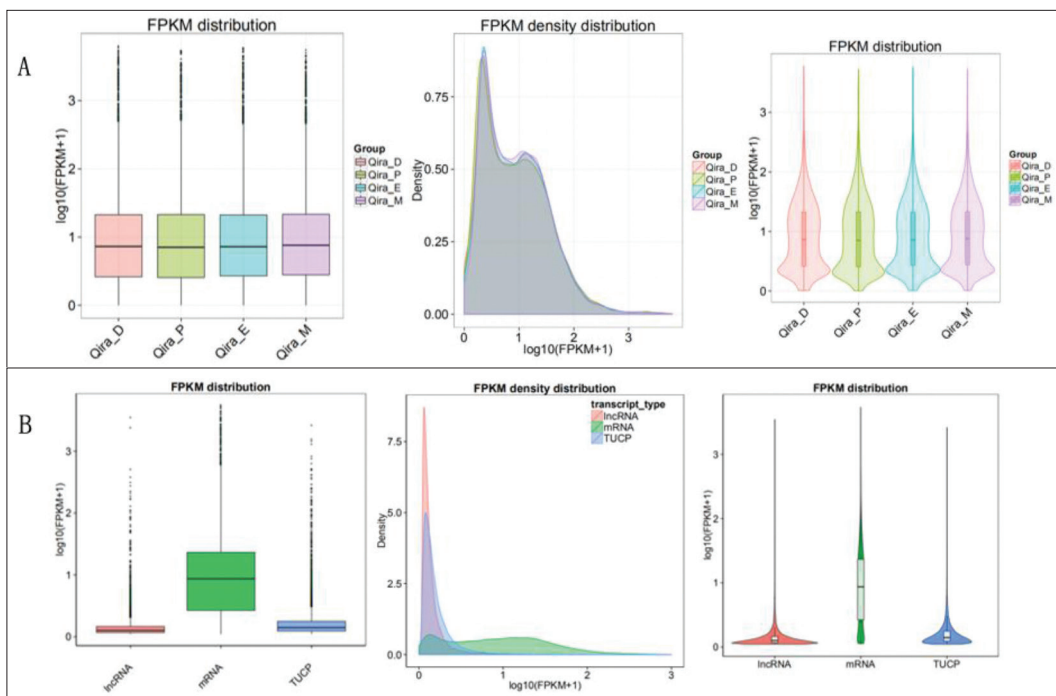 A
FPKM distribution
log10(FPKM+1)
3
2
1
0
Qira_D
Qira_P
Qira_E
Qira_M
Group
Qira_D
Qira_P
Qira_E
Qira_M
FPKM density distribution
Density
0.75
0.50
0.25
0.00
0
1
2
3
log10(FPKM+1)
Group
Qira_D
Qira_P
Qira_E
Qira_M
FPKM distribution
log10(FPKM+1)
3
2
1
0
Qira_D
Qira_P
Qira_E
Qira_M
Group
Qira_D
Qira_P
Qira_E
Qira_M
B
FPKM distribution
log10(FPKM+1)
3
2
1
0
lncRNA
mRNA
TUCP
FPKM density distribution
Density
7.5
5.0
2.5
0.0
0
1
2
3
log10(FPKM+1)
transcript_type
lncRNA
mRNA
TUCP
FPKM distribution
log10(FPKM+1)
3
2
1
0
lncRNA
mRNA
TUCP